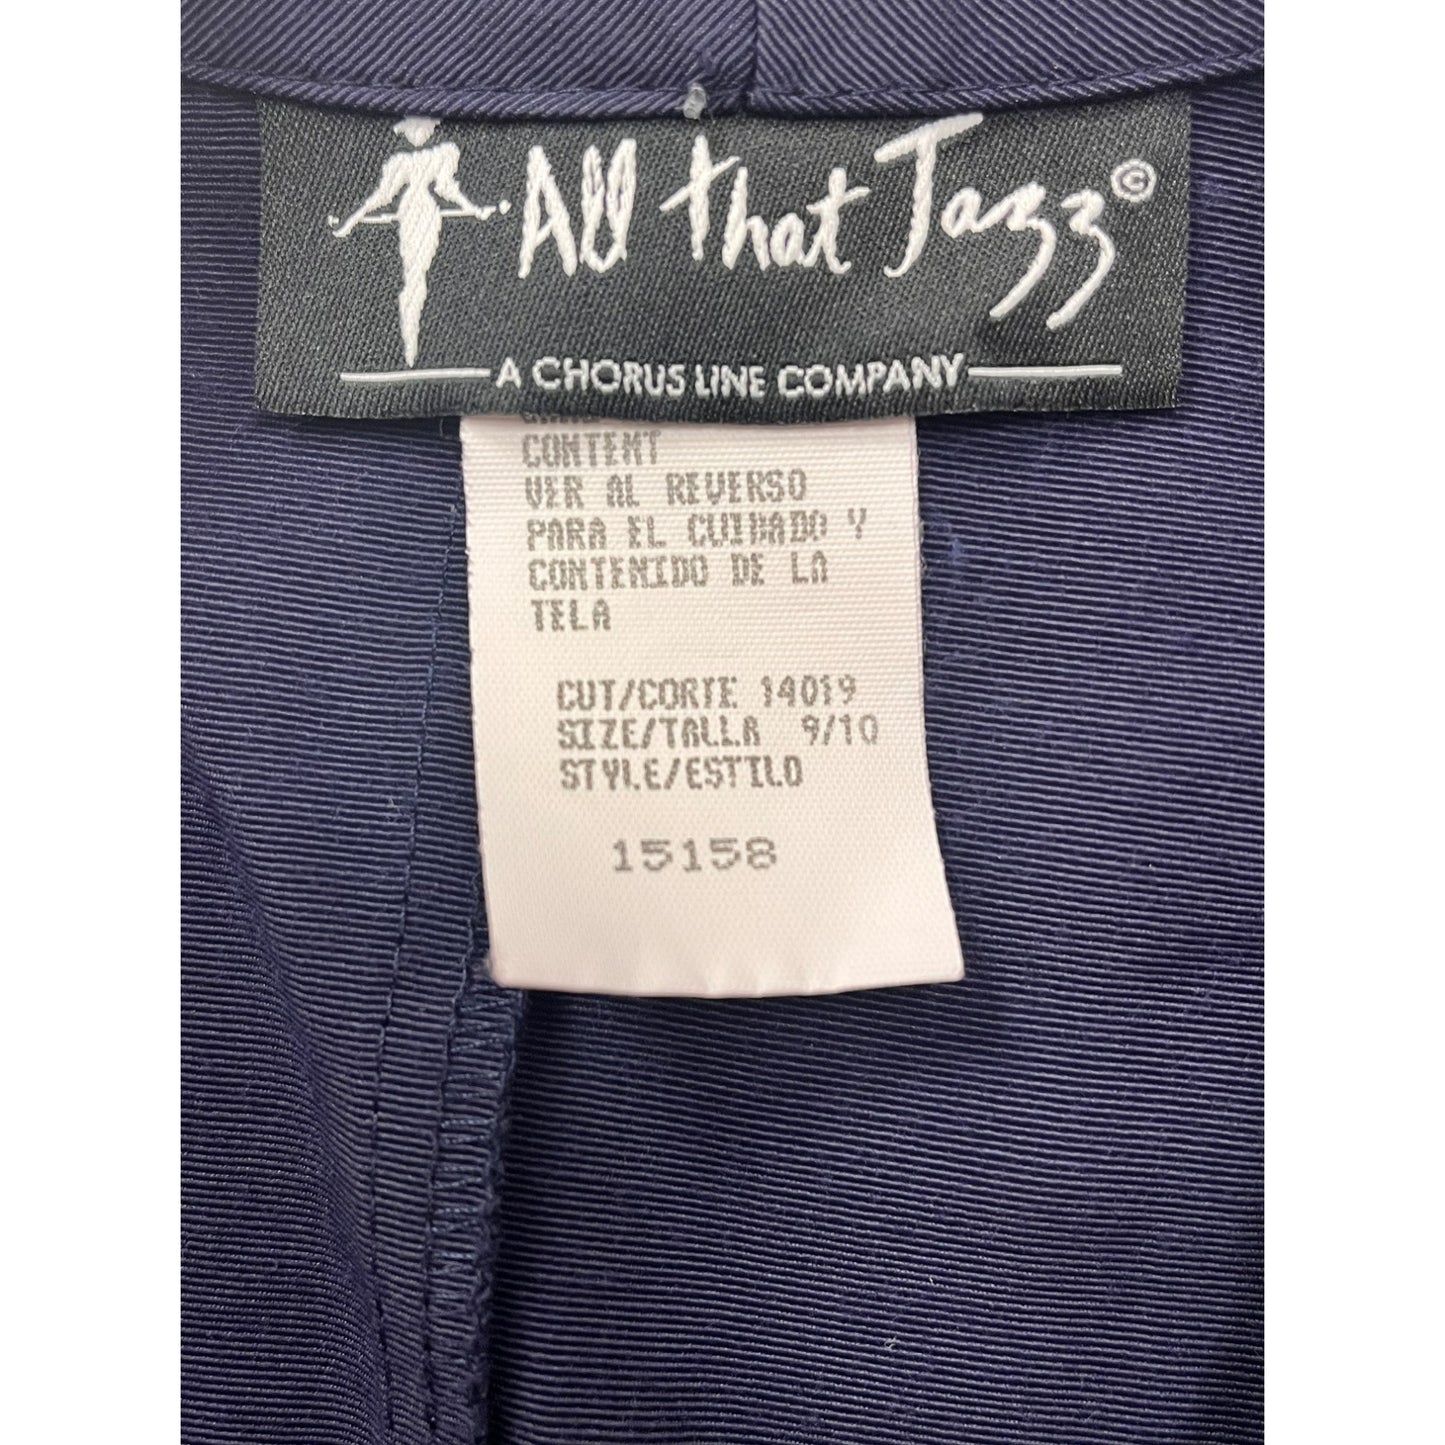 All that Jazz©
A CHORUS LINE COMPANY
CONTENT
VER AL REVERSO
PARA EL CUIDADO Y
CONTENIDO DE LA
TELA
CUT/CORTE 14019
SIZE/TALLA 9/10
STYLE/ESTILO
15158